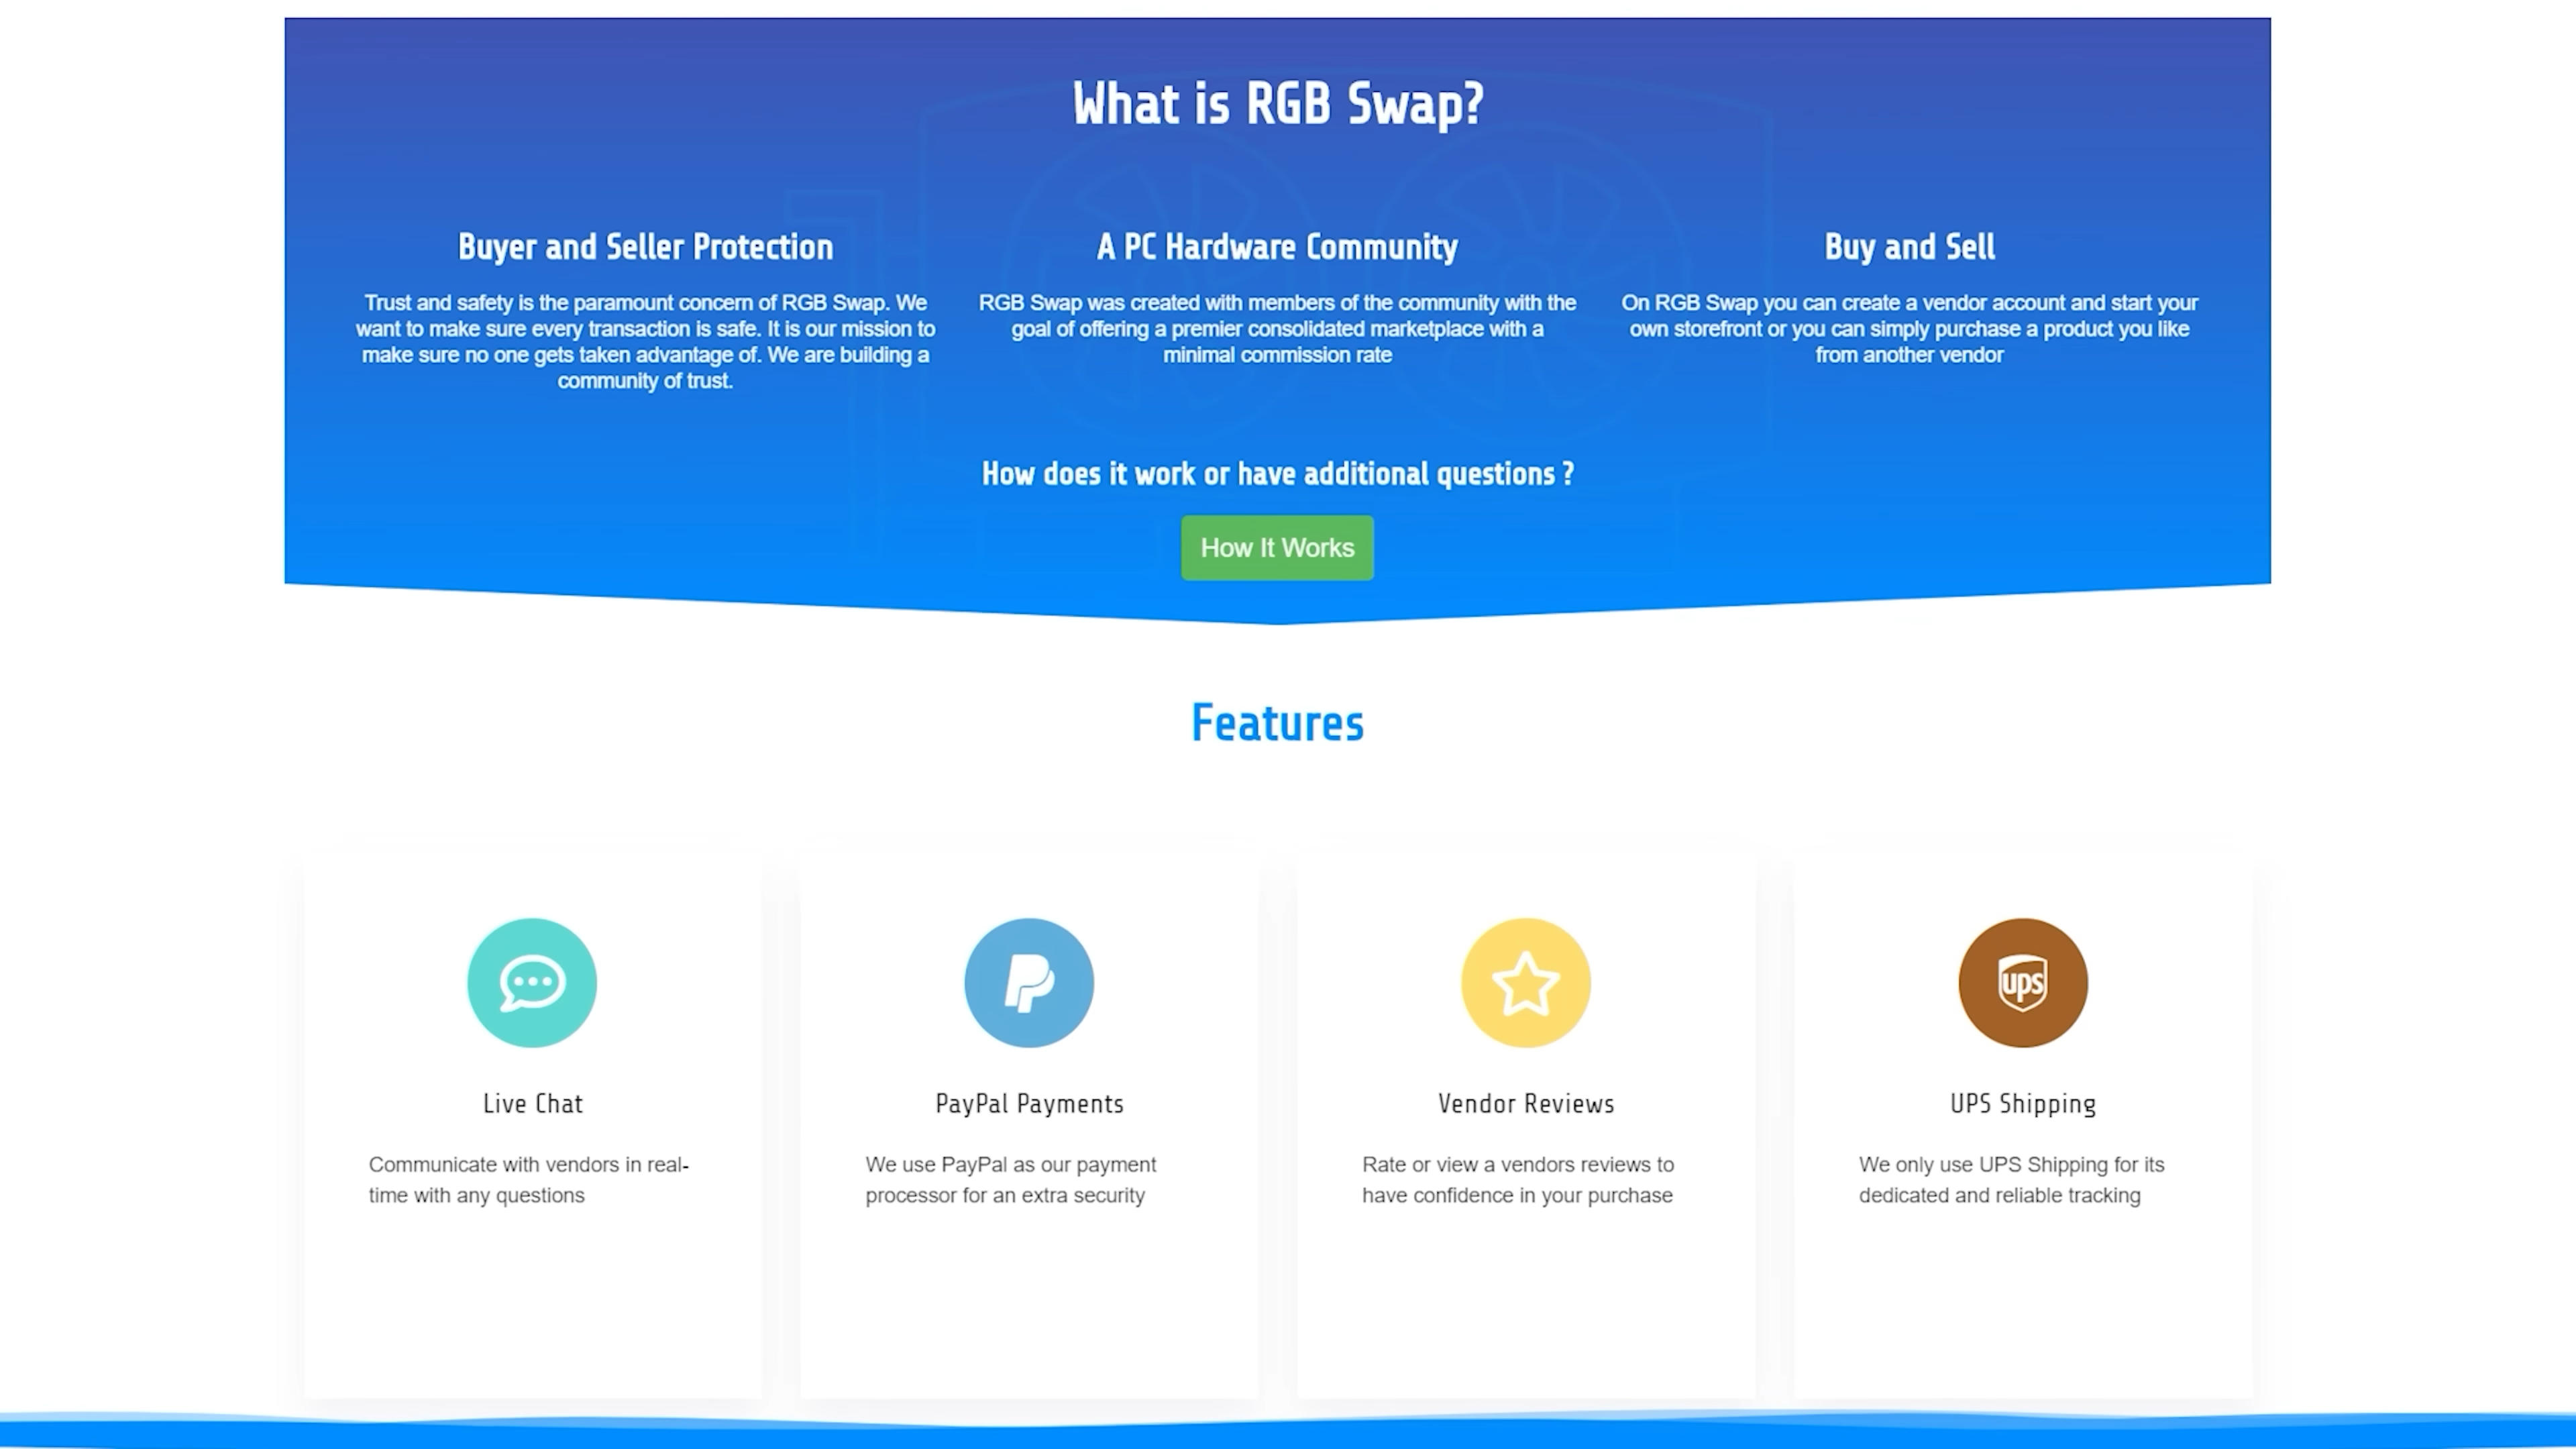 What is RGB Swap?
Buyer and Seller Protection
Trust and safety is the paramount concern of RGB Swap. We
want to make sure every transaction is safe. It is our mission to
make sure no one gets taken advantage of. We are building a
community of trust.
A PC Hardware Community
RGB Swap was created with members of the community with the
goal of offering a premier consolidated marketplace with a
minimal commission rate
Buy and Sell
On RGB Swap you can create a vendor account and start your
own storefront or you can simply purchase a product you like
from another vendor
How does it work or have additional questions ?
How It Works
Features
Live Chat
Communicate with vendors in real-
time with any questions
PayPal Payments
We use PayPal as our payment
processor for an extra security
Vendor Reviews
Rate or view a vendors reviews to
have confidence in your purchase
ups
UPS Shipping
We only use UPS Shipping for its
dedicated and reliable tracking